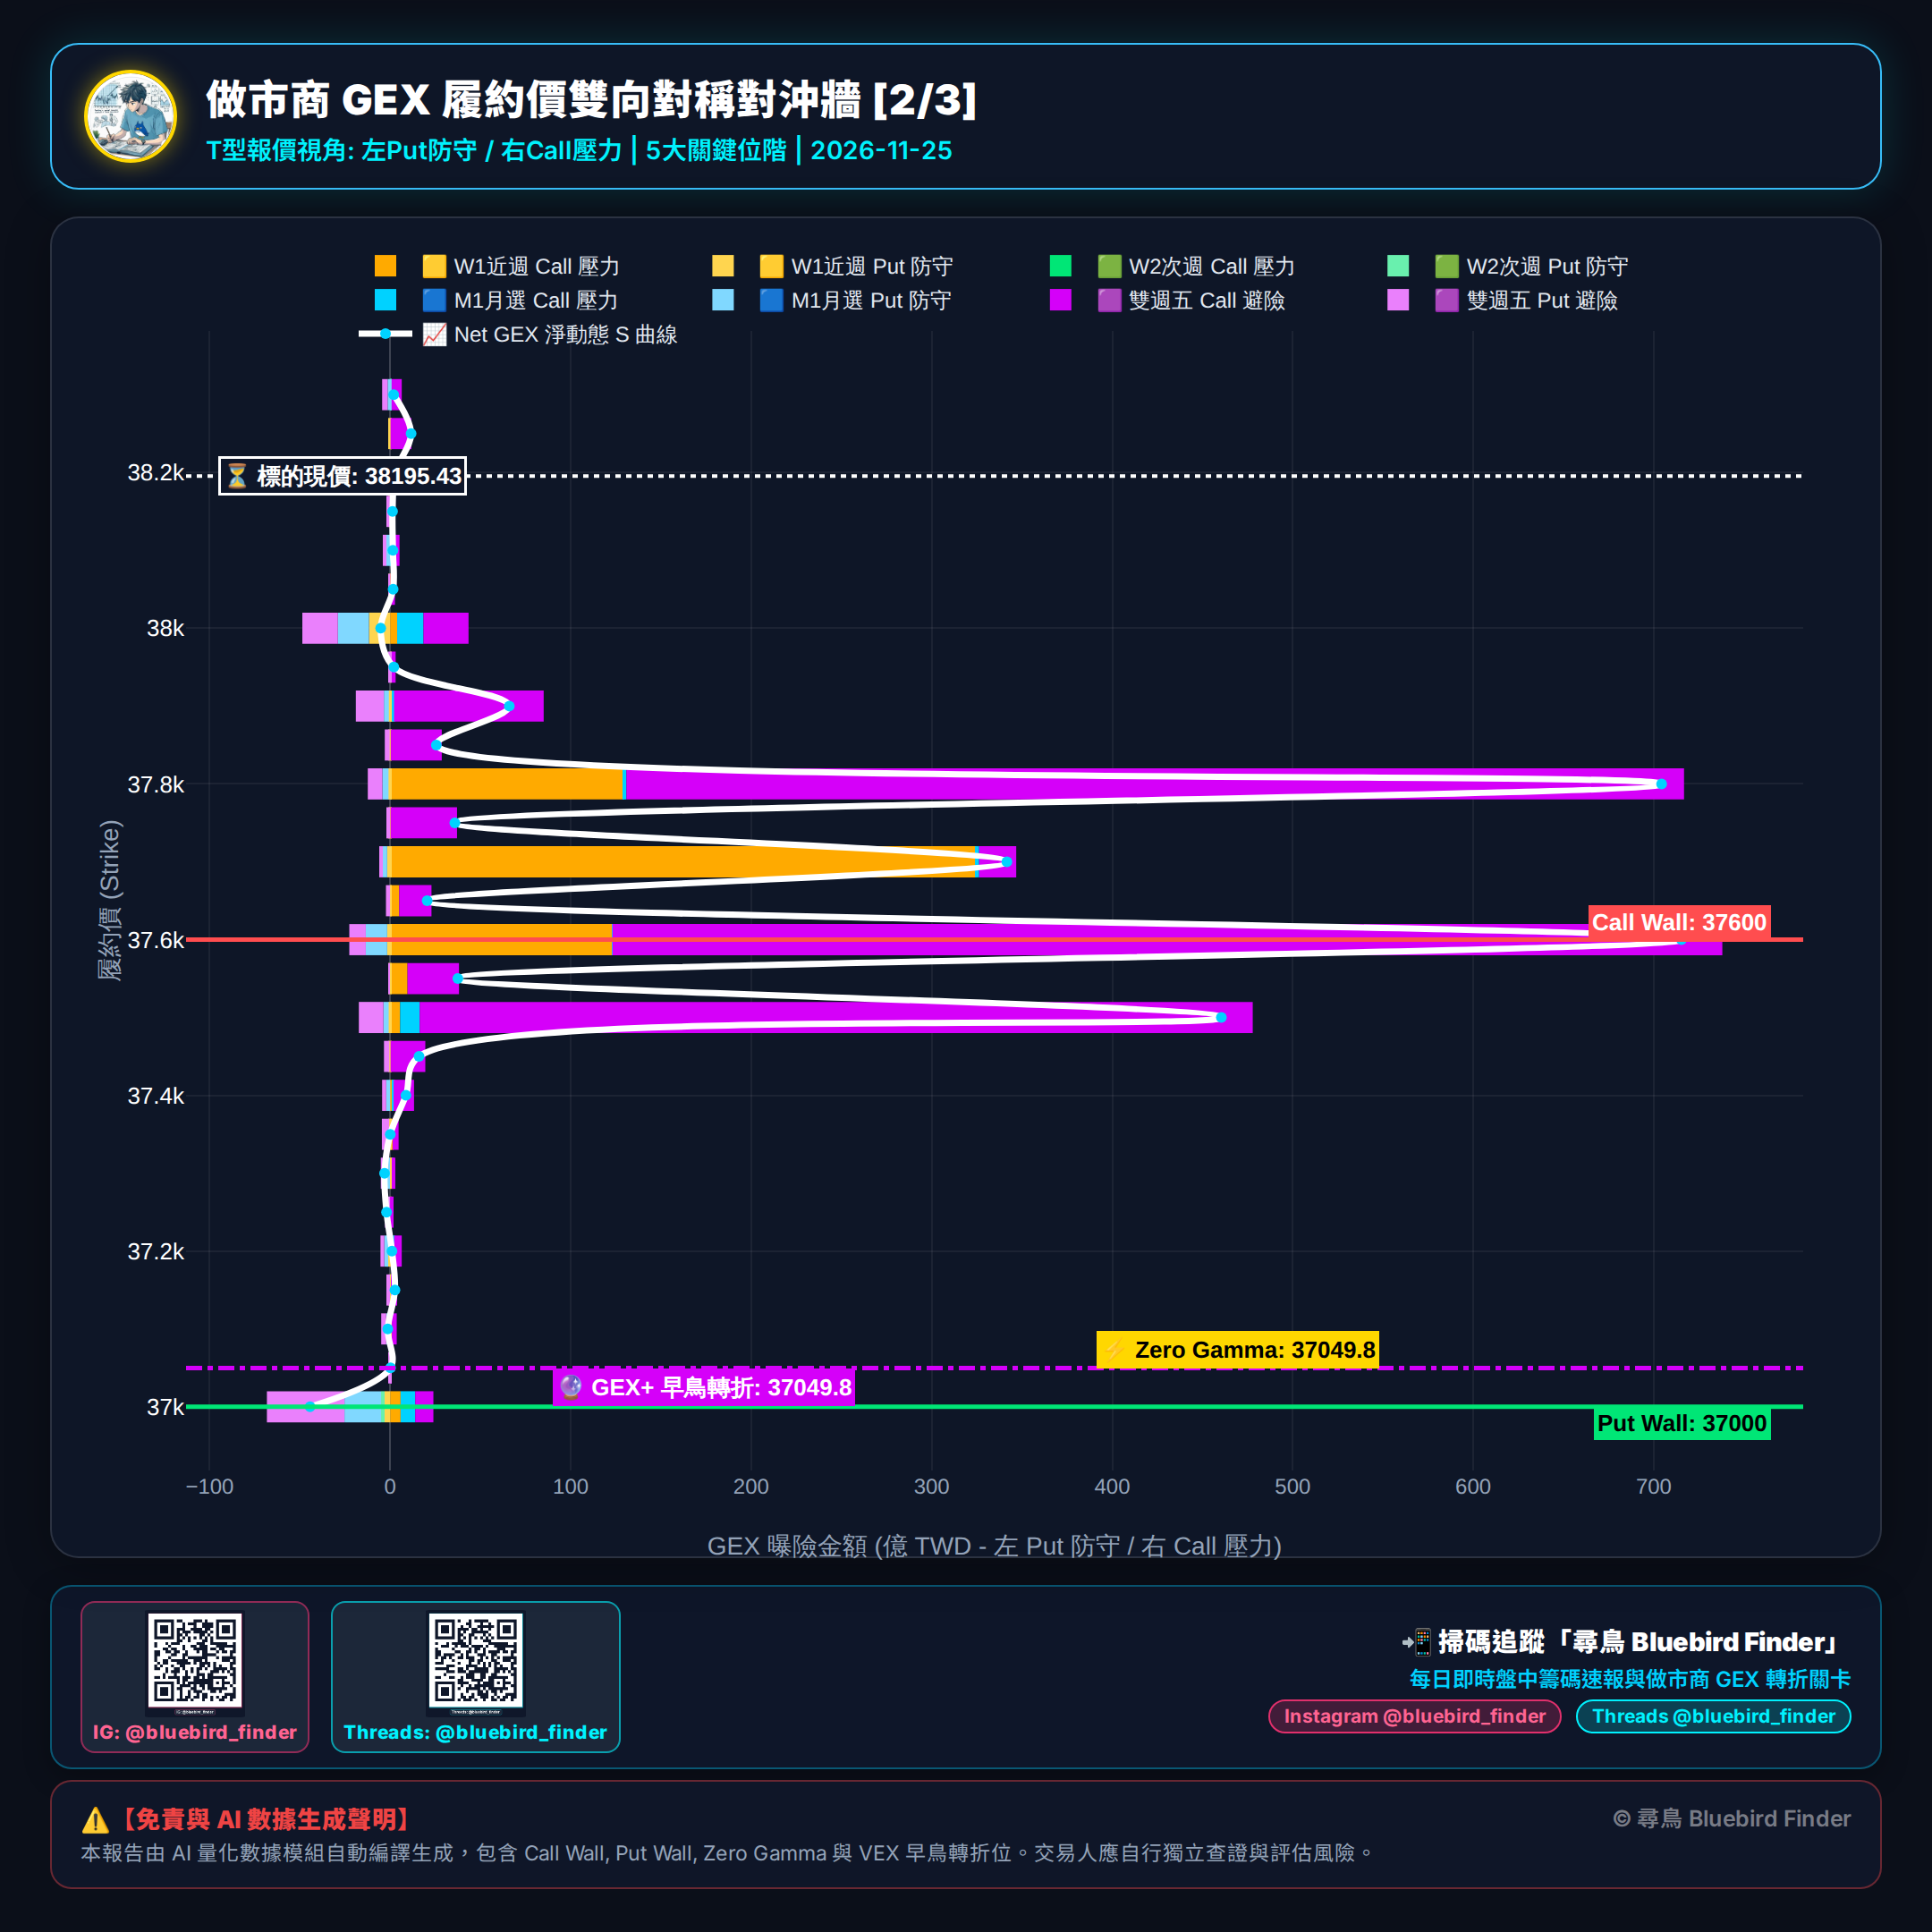 做市商 GEX 履約價雙向對稱對沖牆 [2/3]
T型報價視角: 左Put防守 / 右Call壓力 | 5大關鍵位階 | 2026-11-25
W1近週 Call 壓力
W1近週 Put 防守
W2次週 Call 壓力
W2次週 Put 防守
M1月選 Call 壓力
M1月選 Put 防守
雙週五 Call 避險
雙週五 Put 避險
Net GEX 淨動態 S 曲線
38.2k
⏳ 標的現價: 38195.43
38k
37.8k
履約價 (Strike)
Call Wall: 37600
37.6k
37.4k
37.2k
⚡ Zero Gamma: 37049.8
🔮 GEX+ 早鳥轉折: 37049.8
37k
Put Wall: 37000
−100
0
100
200
300
400
500
600
700
GEX 曝險金額 (億 TWD - 左 Put 防守 / 右 Call 壓力)
IG: @bluebird_finder
Threads: @bluebird_finder
IG: @bluebird_finder
Threads: @bluebird_finder
📲 掃碼追蹤「尋鳥 Bluebird Finder」
每日即時盤中籌碼速報與做市商 GEX 轉折關卡
Instagram @bluebird_finder
Threads @bluebird_finder
⚠️【免責與 AI 數據生成聲明】
© 尋鳥 Bluebird Finder
本報告由 AI 量化數據模組自動編譯生成，包含 Call Wall, Put Wall, Zero Gamma 與 VEX 早鳥轉折位。交易人應自行獨立查證與評估風險。